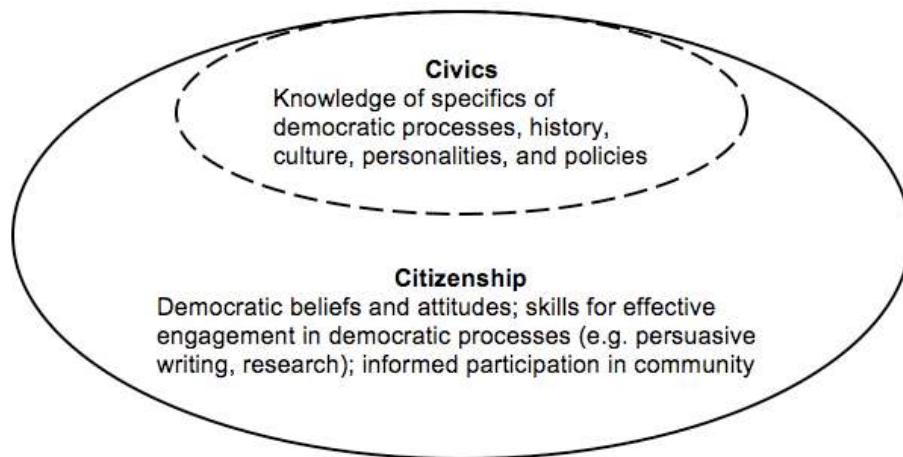 Civics
Knowledge of specifics of
democratic processes, history,
culture, personalities, and policies
Citizenship
Democratic beliefs and attitudes; skills for effective
engagement in democratic processes (e.g. persuasive
writing, research); informed participation in community